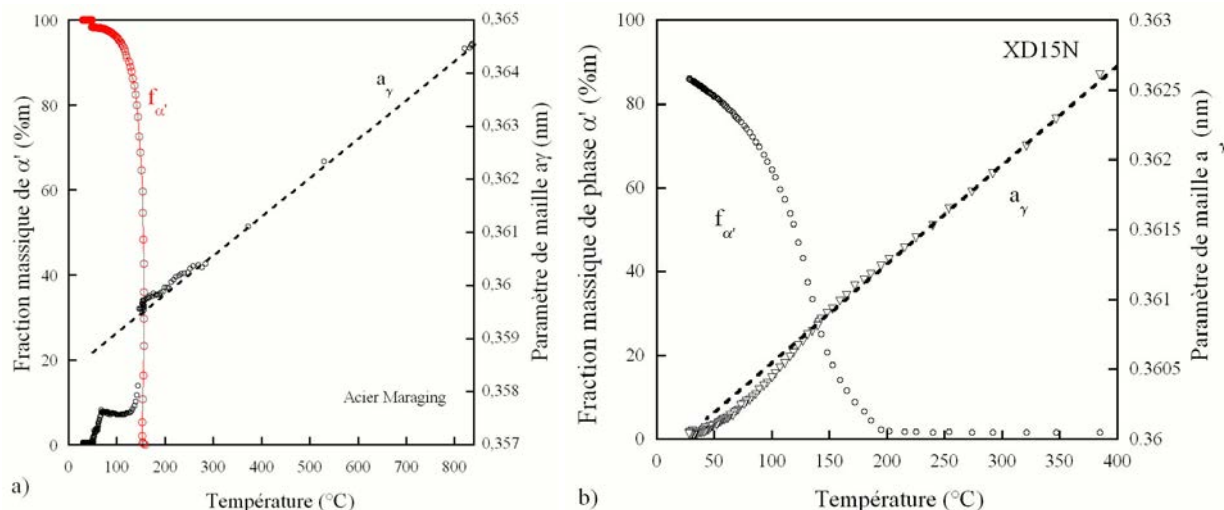 100
80
60
40
20
0
Fraction massique de α' (%m)
f α'
a γ
Acier Maraging
0,365
0,364
0,363
0,362
0,361
0,360
0,359
0,358
0,357
Paramètre de maille aγ (nm)
0 100 200 300 400 500 600 700 800
Température (°C)
a)
100
80
60
40
20
0
Fraction massique de phase α' (%m)
XD15N
f α'
a γ
0.363
0.3625
0.362
0.3615
0.361
0.3605
0.36
Paramètre de maille a γ (nm)
0 50 100 150 200 250 300 350 400
Température (°C)
b)